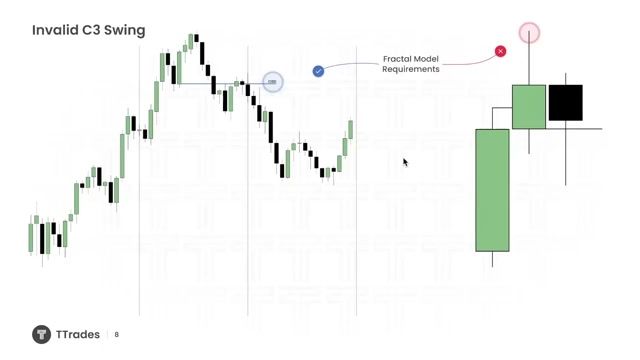 Invalid C3 Swing
Fractal Model
Requirements
TTrades
8